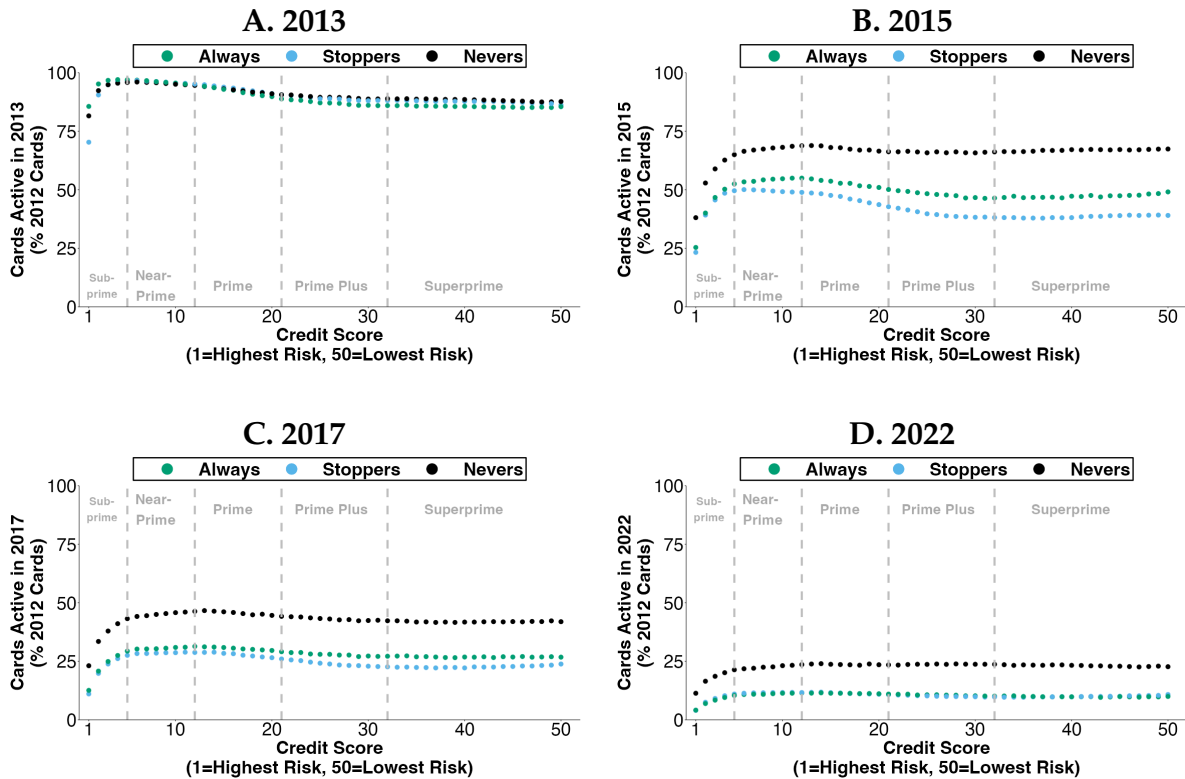 A. 2013
Always Stoppers Nevers
Cards Active in 2013
(% 2012 Cards)
100
75
50
25
0
Sub-
prime
Near-
Prime
Prime
Prime Plus
Superprime
1 10 20 30 40 50
Credit Score
(1=Highest Risk, 50=Lowest Risk)
B. 2015
Always Stoppers Nevers
Cards Active in 2015
(% 2012 Cards)
100
75
50
25
0
Sub-
prime
Near-
Prime
Prime
Prime Plus
Superprime
1 10 20 30 40 50
Credit Score
(1=Highest Risk, 50=Lowest Risk)
C. 2017
Always Stoppers Nevers
Cards Active in 2017
(% 2012 Cards)
100
75
50
25
0
Sub-
prime
Near-
Prime
Prime
Prime Plus
Superprime
1 10 20 30 40 50
Credit Score
(1=Highest Risk, 50=Lowest Risk)
D. 2022
Always Stoppers Nevers
Cards Active in 2022
(% 2012 Cards)
100
75
50
25
0
Sub-
prime
Near-
Prime
Prime
Prime Plus
Superprime
1 10 20 30 40 50
Credit Score
(1=Highest Risk, 50=Lowest Risk)